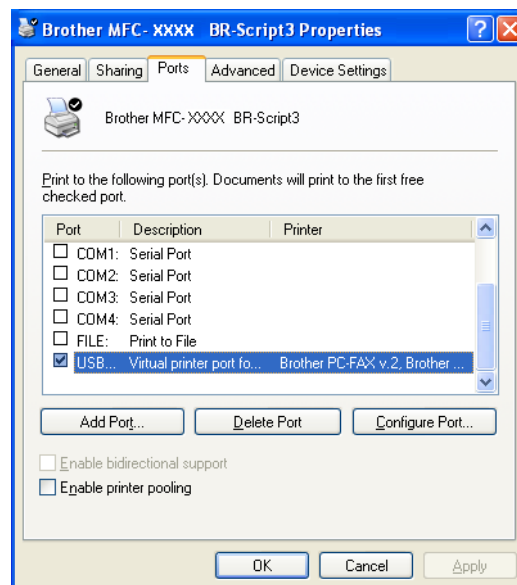 Brother MFC- XXXX BR-Script3 Properties
General Sharing Ports Advanced Device Settings
Brother MFC- XXXX BR-Script3
Print to the following port(s). Documents will print to the first free
checked port.
Port Description Printer
COM1: Serial Port
COM2: Serial Port
COM3: Serial Port
COM4: Serial Port
FILE: Print to File
USB... Virtual printer port fo... Brother PC-FAX v.2, Brother ...
Add Port... Delete Port Configure Port...
Enable bidirectional support
Enable printer pooling
OK Cancel Apply